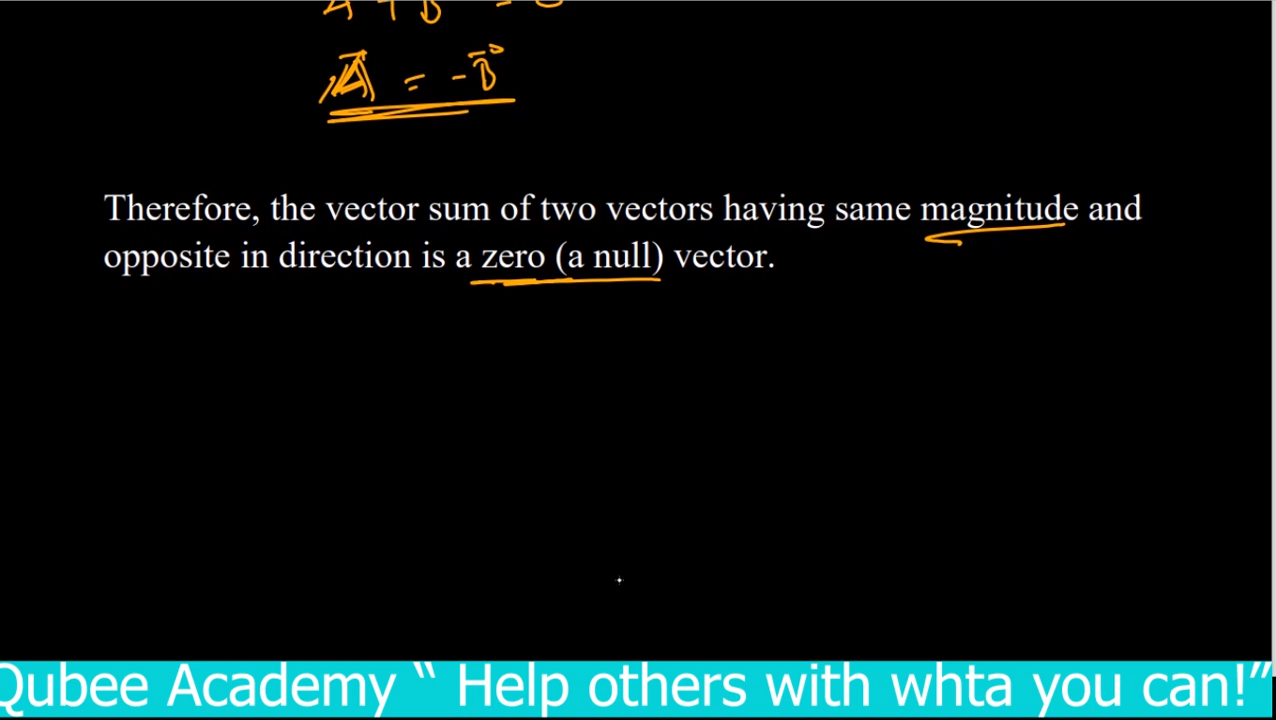 A + B =
A = -B
Therefore, the vector sum of two vectors having same magnitude and
opposite in direction is a zero (a null) vector.
Qubee Academy “ Help others with whta you can!”